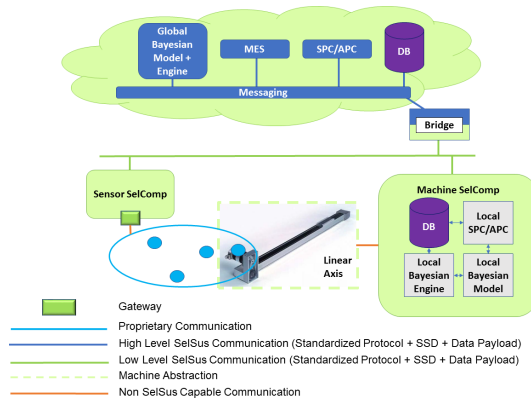 Global
Bayesian
Model +
Engine
MES
SPC/APC
DB
Messaging
Bridge
Sensor SelComp
Machine SelComp
DB
Local
SPC/APC
Local
Bayesian
Engine
Local
Bayesian
Model
Linear
Axis
Gateway
Proprietary Communication
High Level SelSus Communication (Standardized Protocol + SSD + Data Payload)
Low Level SelSus Communication (Standardized Protocol + SSD + Data Payload)
Machine Abstraction
Non SelSus Capable Communication